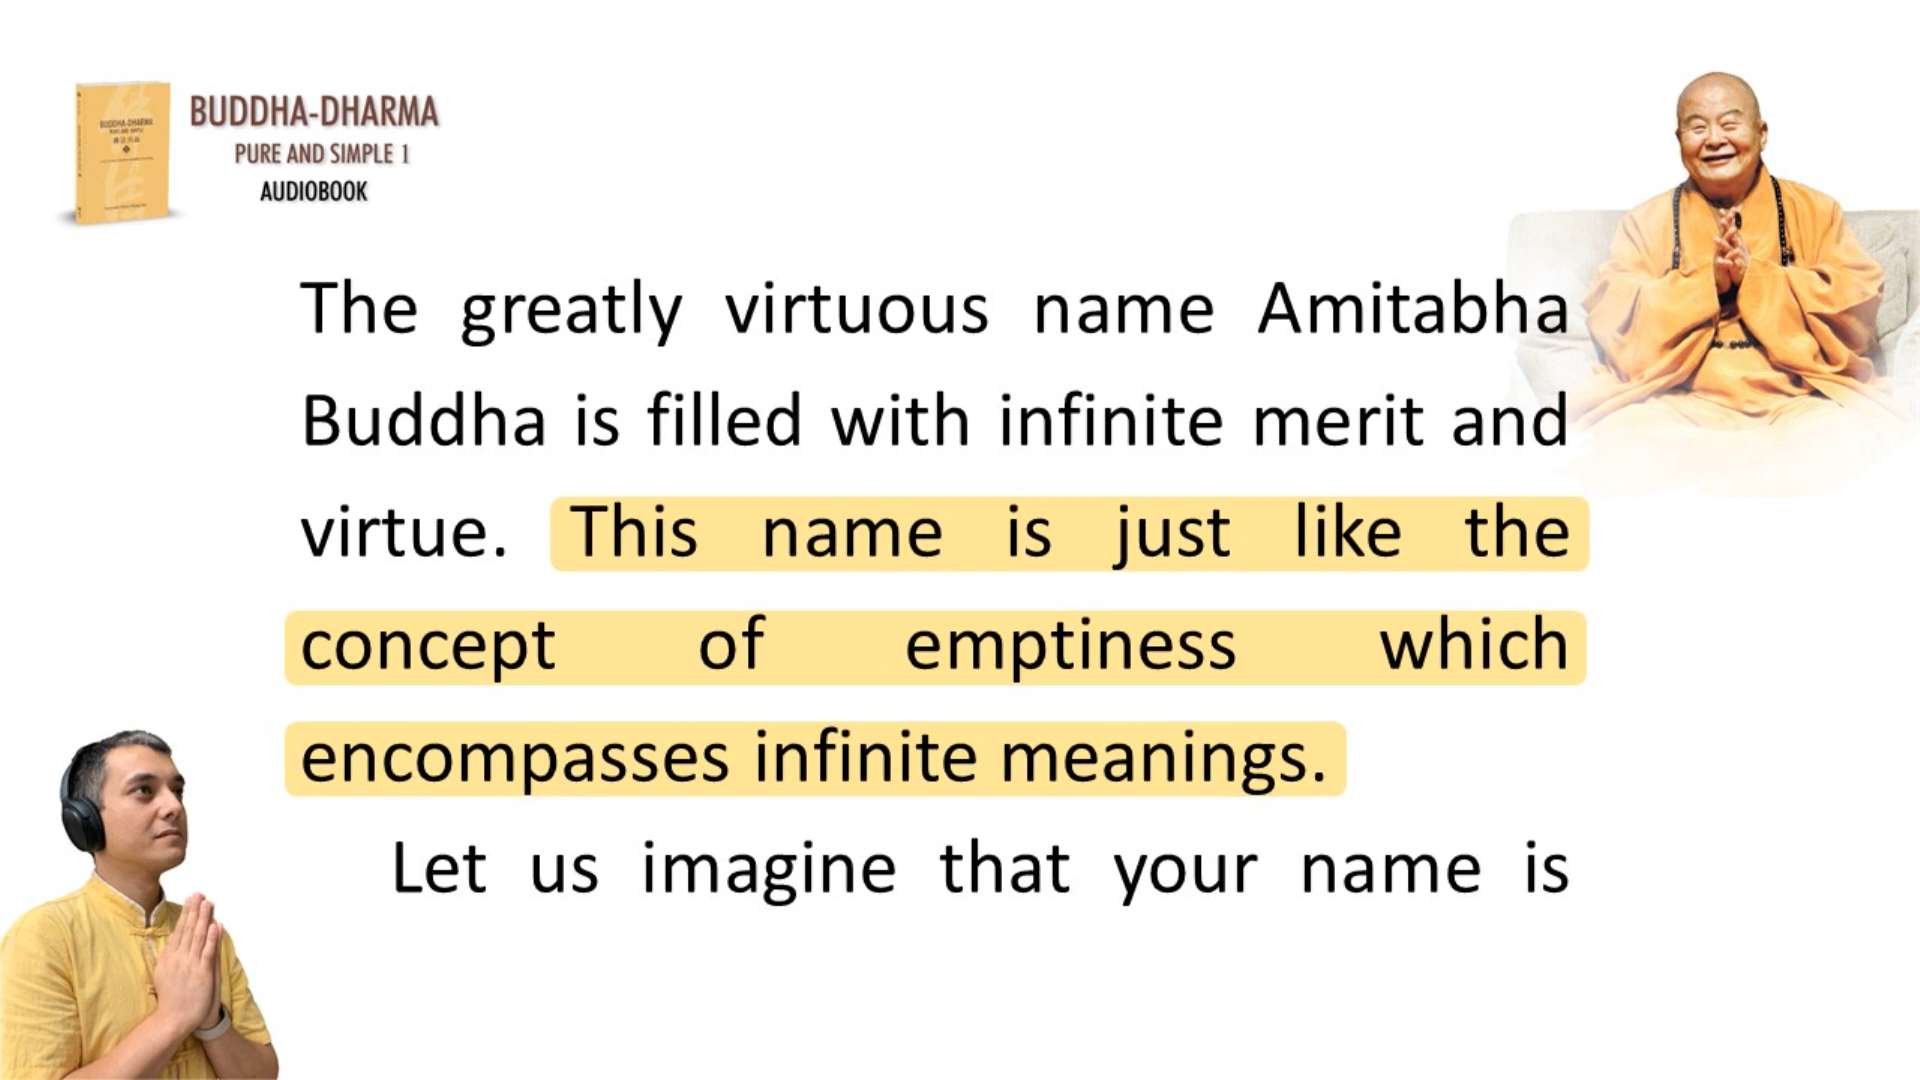 BUDDHA-DHARMA
PURE AND SIMPLE 1
AUDIOBOOK
BUDDHA-DHARMA
The greatly virtuous name Amitabha
Buddha is filled with infinite merit and
virtue. This name is just like the
concept of emptiness which
encompasses infinite meanings.
Let us imagine that your name is